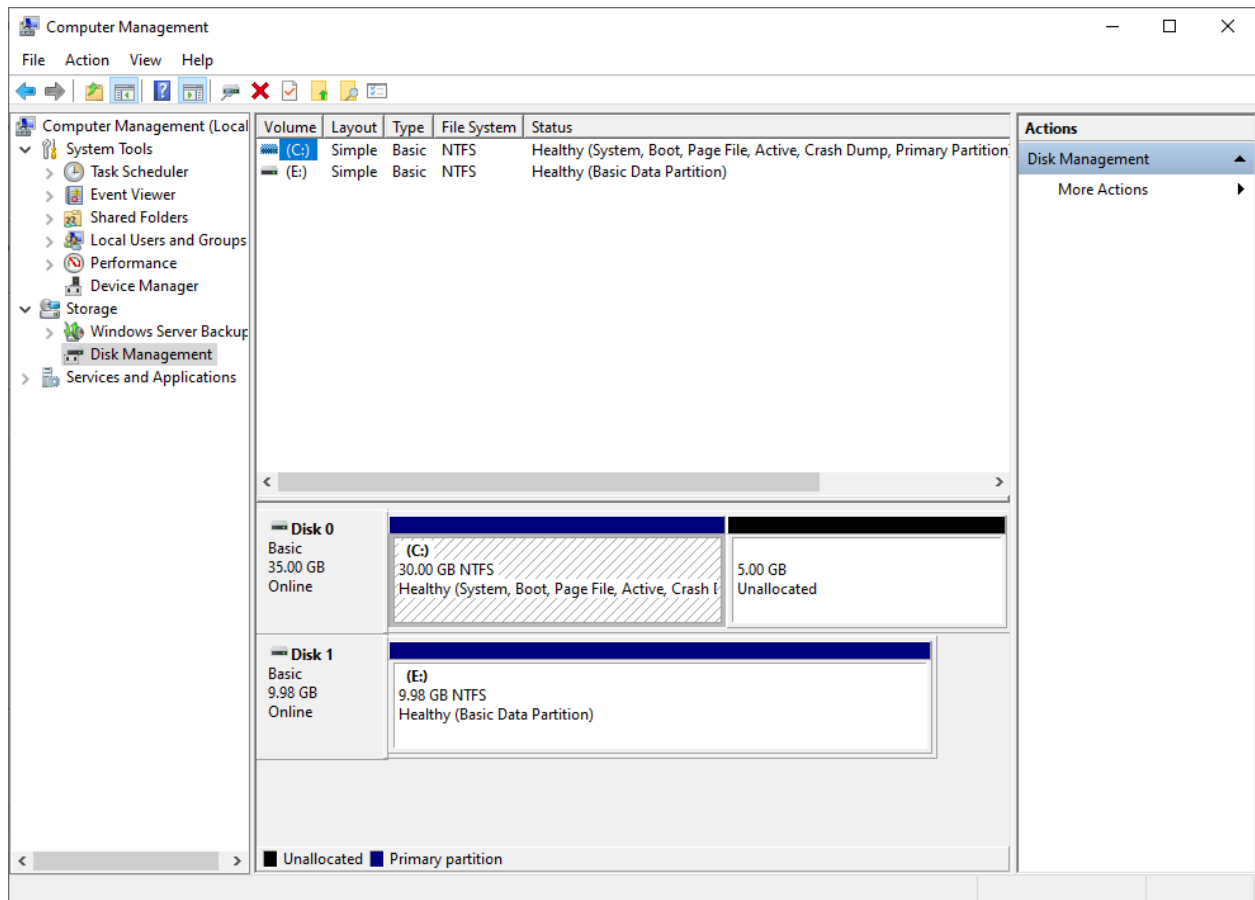 Computer Management
File Action View Help
Computer Management (Local
System Tools
Task Scheduler
Event Viewer
Shared Folders
Local Users and Groups
Performance
Device Manager
Storage
Windows Server Backup
Disk Management
Services and Applications
Volume Layout Type File System Status
(C:) Simple Basic NTFS Healthy (System, Boot, Page File, Active, Crash Dump, Primary Partition)
(E:) Simple Basic NTFS Healthy (Basic Data Partition)
Disk 0
Basic
35.00 GB
Online
(C:)
30.00 GB NTFS
Healthy (System, Boot, Page File, Active, Crash
5.00 GB
Unallocated
Disk 1
Basic
9.98 GB
Online
(E:)
9.98 GB NTFS
Healthy (Basic Data Partition)
Unallocated Primary partition
Actions
Disk Management
More Actions